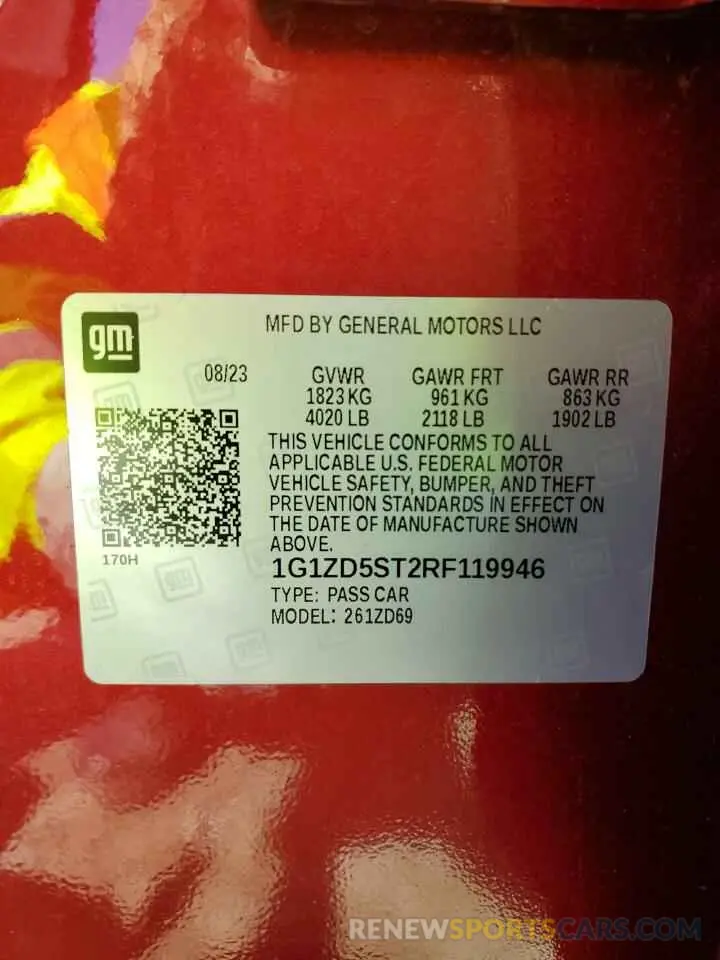 gm
MFD BY GENERAL MOTORS LLC
08/23 GVWR GAWR FRT GAWR RR
1823 KG 961 KG 863 KG
4020 LB 2118 LB 1902 LB
THIS VEHICLE CONFORMS TO ALL
APPLICABLE U.S. FEDERAL MOTOR
VEHICLE SAFETY, BUMPER, AND THEFT
PREVENTION STANDARDS IN EFFECT ON
THE DATE OF MANUFACTURE SHOWN
ABOVE.
170H
1G1ZD5ST2RF119946
TYPE: PASS CAR
MODEL: 261ZD69
RENEWSPORTSCARS.COM